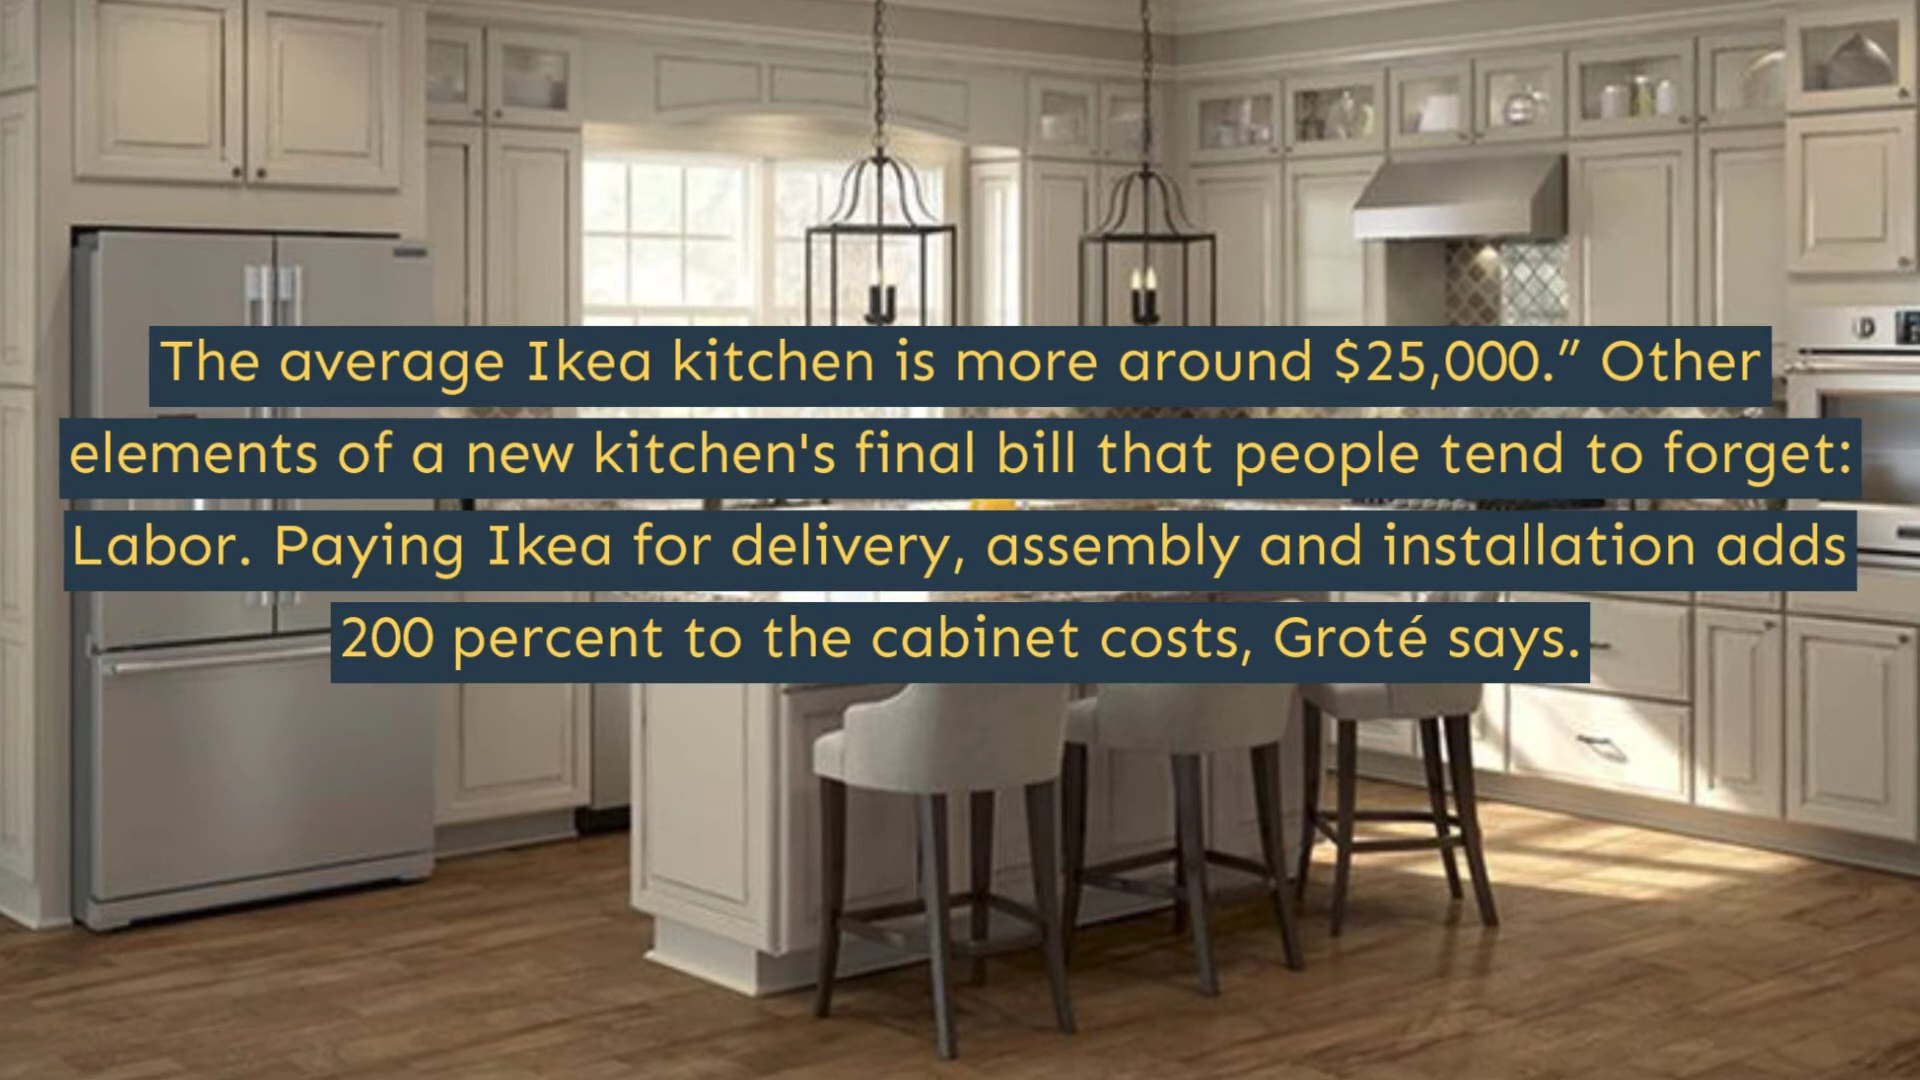 The average Ikea kitchen is more around $25,000.” Other
elements of a new kitchen's final bill that people tend to forget:
Labor. Paying Ikea for delivery, assembly and installation adds
200 percent to the cabinet costs, Groté says.